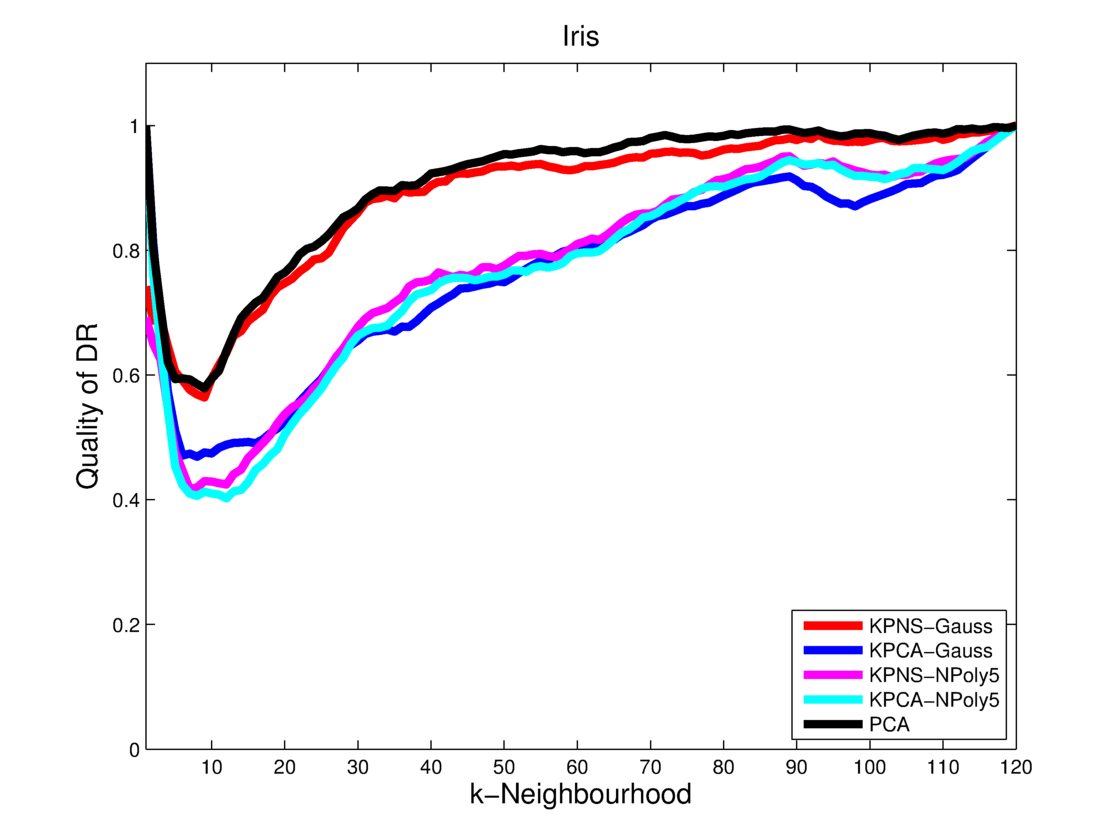 Iris
Quality of DR
1
0.8
0.6
0.4
0.2
0
KPNS−Gauss
KPCA−Gauss
KPNS−NPoly5
KPCA−NPoly5
PCA
10 20 30 40 50 60 70 80 90 100 110 120
k−Neighbourhood